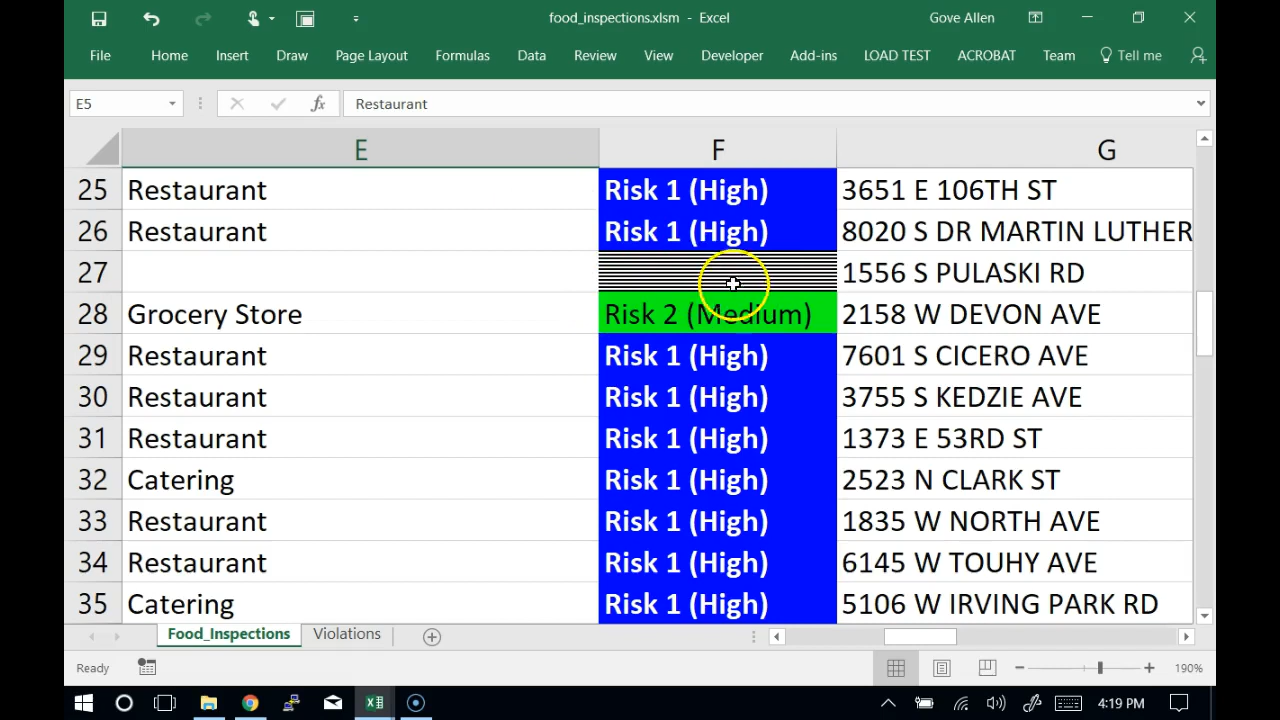 food_inspections.xlsm - Excel
Gove Allen
File Home Insert Draw Page Layout Formulas Data Review View Developer Add-ins LOAD TEST ACROBAT Team Tell me
E5 fx Restaurant
E F G
25 Restaurant Risk 1 (High) 3651 E 106TH ST
26 Restaurant Risk 1 (High) 8020 S DR MARTIN LUTHER
27 1556 S PULASKI RD
28 Grocery Store Risk 2 (Medium) 2158 W DEVON AVE
29 Restaurant Risk 1 (High) 7601 S CICERO AVE
30 Restaurant Risk 1 (High) 3755 S KEDZIE AVE
31 Restaurant Risk 1 (High) 1373 E 53RD ST
32 Catering Risk 1 (High) 2523 N CLARK ST
33 Restaurant Risk 1 (High) 1835 W NORTH AVE
34 Restaurant Risk 1 (High) 6145 W TOUHY AVE
35 Catering Risk 1 (High) 5106 W IRVING PARK RD
Food_Inspections Violations
Ready 190%
4:19 PM